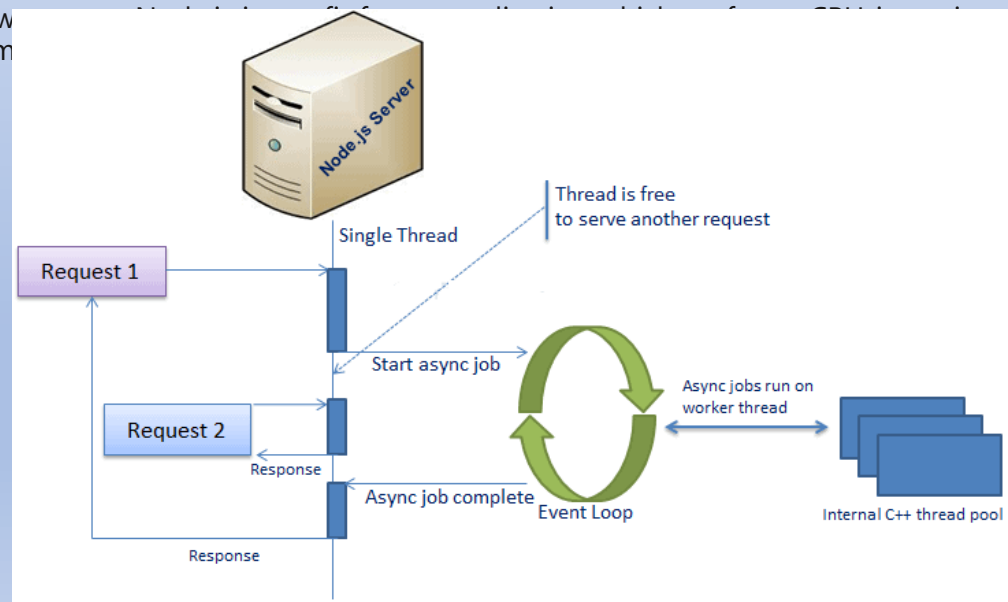 Node.js Server
Single Thread
Thread is free
to serve another request
Request 1
Start async job
Async jobs run on
worker thread
Request 2
Response
Async job complete
Event Loop
Internal C++ thread pool
Response